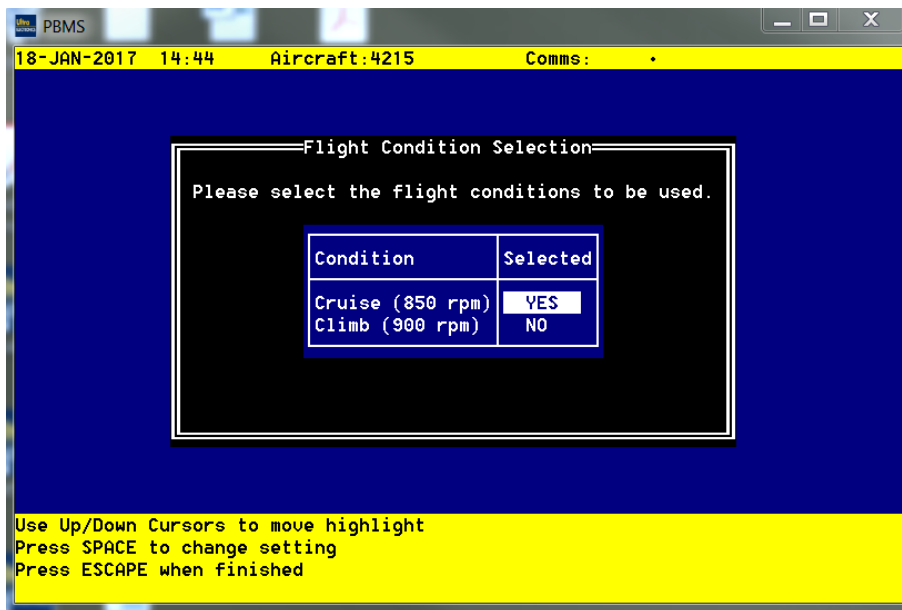 PBMS
18-JAN-2017 14:44 Aircraft:4215 Comms:
Flight Condition Selection
Please select the flight conditions to be used.
Condition Selected
Cruise (850 rpm) YES
Climb (900 rpm) NO
Use Up/Down Cursors to move highlight
Press SPACE to change setting
Press ESCAPE when finished